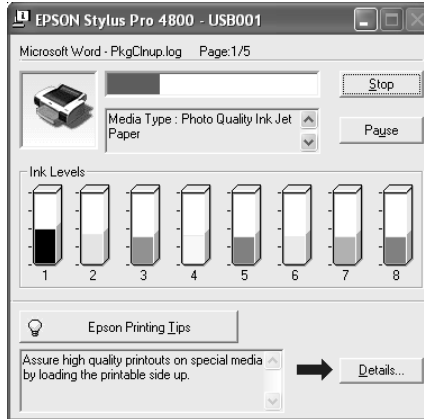 EPSON Stylus Pro 4800 - USB001
Microsoft Word - PkgClnup.log Page:1/5
Stop
Media Type : Photo Quality Ink Jet
Paper
Pause
Ink Levels
1 2 3 4 5 6 7 8
Epson Printing Tips
Assure high quality printouts on special media
by loading the printable side up.
Details...